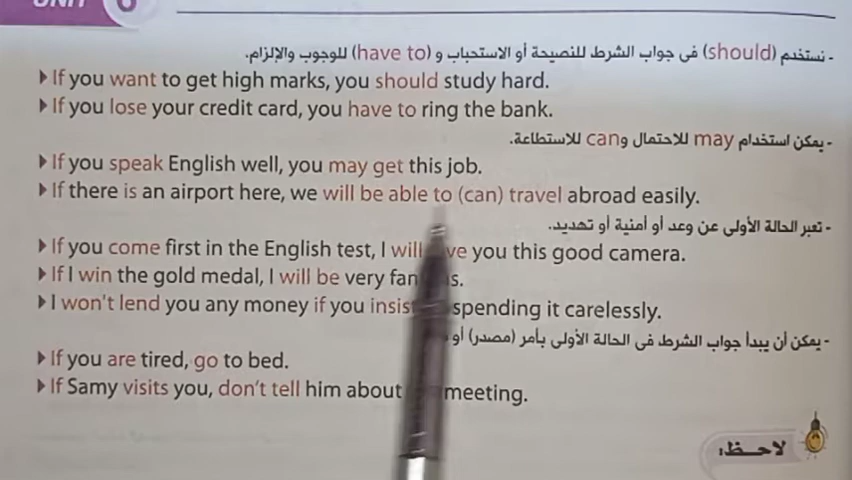 UNIT 6
- نستخدم (should) فى جواب الشرط للنصيحة أو الاستحباب و (have to) للوجوب والإلزام.
If you want to get high marks, you should study hard.
If you lose your credit card, you have to ring the bank.
- يمكن استخدام may للاحتمال وcan للاستطاعة.
If you speak English well, you may get this job.
If there is an airport here, we will be able to (can) travel abroad easily.
- تعبر الحالة الأولى عن وعد أو أمنية أو تهديد.
If you come first in the English test, I will you this good camera.
If I win the gold medal, I will be very
I won't lend you any money if you spending it carelessly.
- يمكن أن يبدأ جواب الشرط فى الحالة الأولى بأمر (مصدر) أو
If you are tired, go to bed.
If Samy visits you, don't tell him about meeting.
لاحظ: